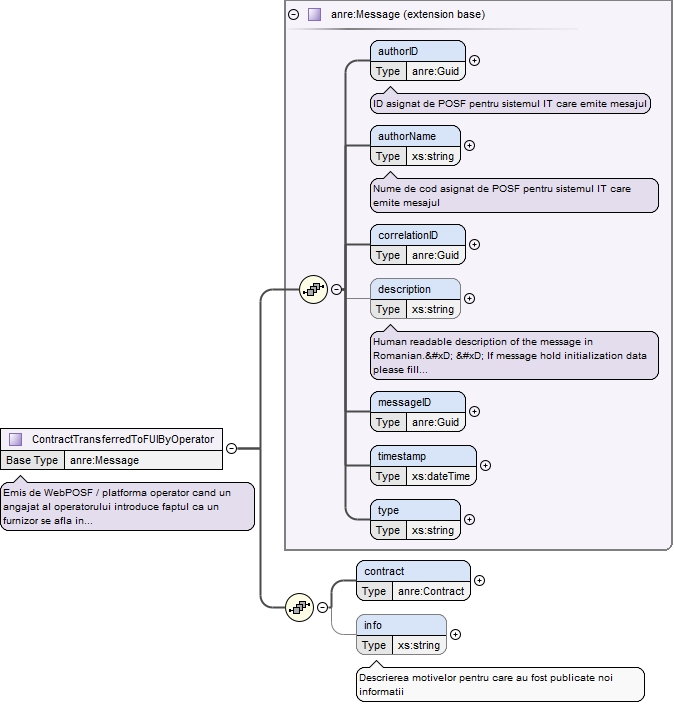 anre:Message (extension base)
authorID
Type anre:Guid
ID asignat de POSF pentru sistemul IT care emite mesajul
authorName
Type xs:string
Nume de cod asignat de POSF pentru sistemul IT care
emite mesajul
correlationID
Type anre:Guid
description
Type xs:string
Human readable description of the message in
Romanian.&#xD; &#xD; If message hold initialization data
please fill...
messageID
Type anre:Guid
timestamp
Type xs:dateTime
type
Type xs:string
ContractTransferredToFUIByOperator
Base Type anre:Message
Emis de WebPOSF / platforma operator cand un
angajat al operatorului introduce faptul ca un
furnizor se afla in...
contract
Type anre:Contract
info
Type xs:string
Descrierea motivelor pentru care au fost publicate noi
informatii